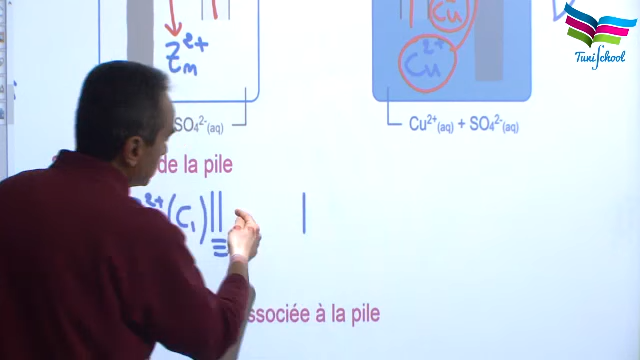 TuniSchool
Cu
Zn²⁺
Cu²⁺
SO₄²⁻(aq)
Cu²⁺(aq) + SO₄²⁻(aq)
de la pile
²⁺(C₁)||    |
ssociée à la pile